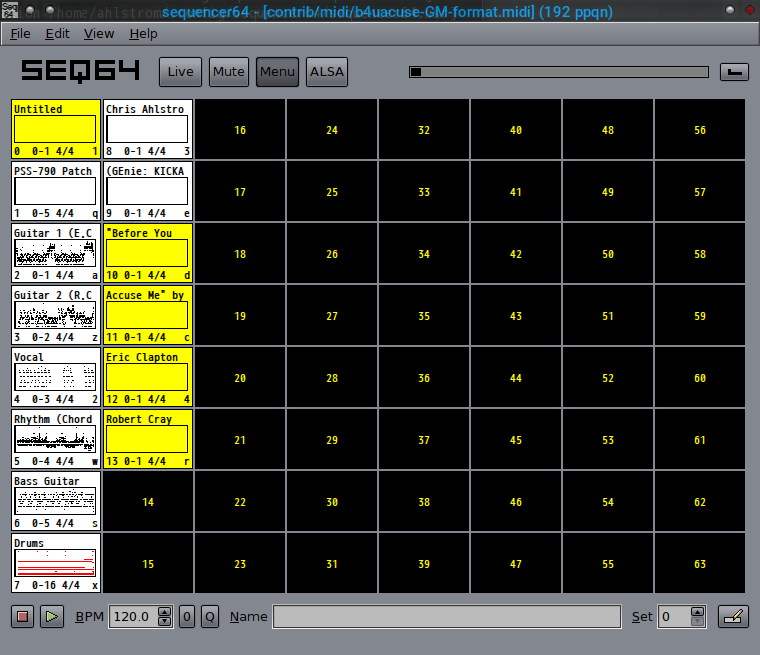 Seq 64
sequencer64 - [contrib/midi/b4uacuse-GM-format.midi] (192 ppqn)
File Edit View Help
SEQ64 Live Mute Menu ALSA
Untitled
0 0-1 4/4 1
Chris Ahlstro
8 0-1 4/4 3
16 24 32 40 48 56
PSS-790 Patch
1 0-5 4/4 q
(GEnie: KICKA
9 0-1 4/4 e
17 25 33 41 49 57
Guitar 1 (E.C
2 0-1 4/4 a
"Before You
10 0-1 4/4 d
18 26 34 42 50 58
Guitar 2 (R.C
3 0-2 4/4 z
Accuse Me" by
11 0-1 4/4 c
19 27 35 43 51 59
Vocal
4 0-3 4/4 2
Eric Clapton
12 0-1 4/4 4
20 28 36 44 52 60
Rhythm (Chord
5 0-4 4/4 w
Robert Cray
13 0-1 4/4 r
21 29 37 45 53 61
Bass Guitar
6 0-5 4/4 s
14 22 30 38 46 54 62
Drums
7 0-16 4/4 x
15 23 31 39 47 55 63
BPM 120.0 0 Q Name Set 0